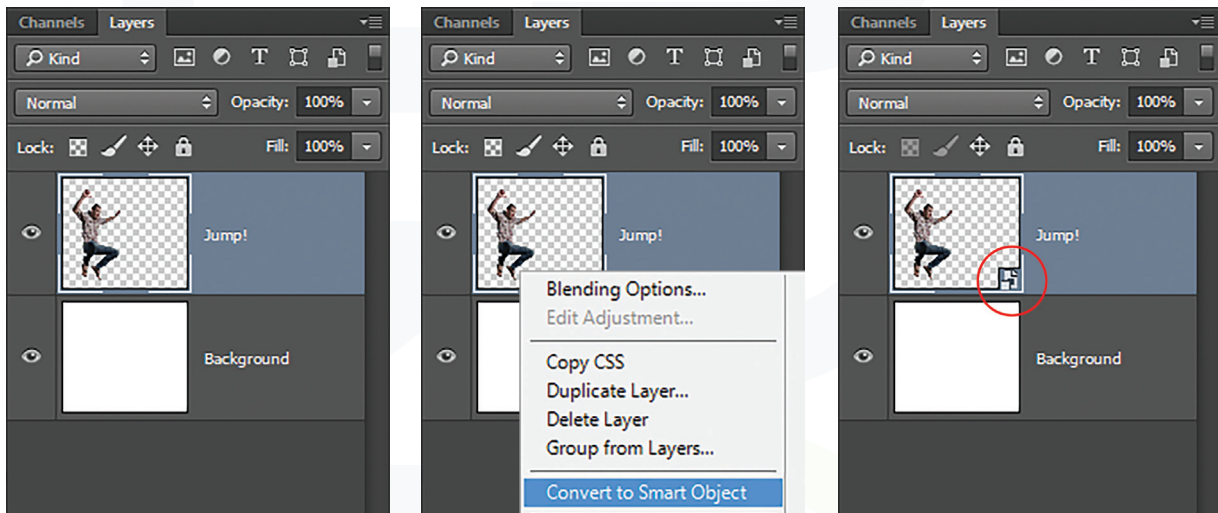 Channels Layers
Kind T
Normal Opacity: 100%
Lock: Fill: 100%
Jump!
Background
Channels Layers
Kind T
Normal Opacity: 100%
Lock: Fill: 100%
Jump!
Blending Options...
Edit Adjustment...
Copy CSS
Duplicate Layer...
Delete Layer
Group from Layers...
Convert to Smart Object
Channels Layers
Kind T
Normal Opacity: 100%
Lock: Fill: 100%
Jump!
Background